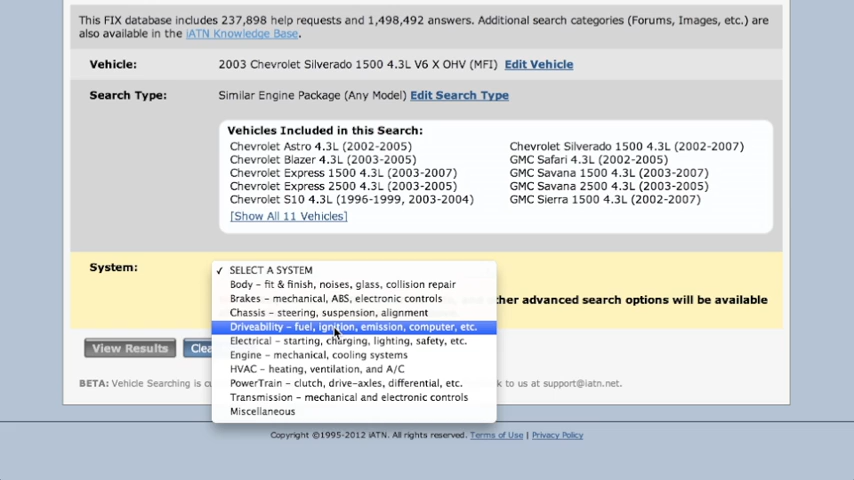 This FIX database includes 237,898 help requests and 1,498,492 answers. Additional search categories (Forums, Images, etc.) are
also available in the iATN Knowledge Base.
Vehicle: 2003 Chevrolet Silverado 1500 4.3L V6 X OHV (MFI) Edit Vehicle
Search Type: Similar Engine Package (Any Model) Edit Search Type
Vehicles Included in this Search:
Chevrolet Astro 4.3L (2002-2005) Chevrolet Silverado 1500 4.3L (2002-2007)
Chevrolet Blazer 4.3L (2003-2005) GMC Safari 4.3L (2002-2005)
Chevrolet Express 1500 4.3L (2003-2007) GMC Savana 1500 4.3L (2003-2007)
Chevrolet Express 2500 4.3L (2003-2005) GMC Savana 2500 4.3L (2003-2005)
Chevrolet S10 4.3L (1996-1999, 2003-2004) GMC Sierra 1500 4.3L (2002-2007)
[Show All 11 Vehicles]
System: ✓ SELECT A SYSTEM
Body - fit & finish, noises, glass, collision repair
Brakes - mechanical, ABS, electronic controls other advanced search options will be available
Chassis - steering, suspension, alignment
Driveability - fuel, ignition, emission, computer, etc.
Electrical - starting, charging, lighting, safety, etc.
View Results
Engine - mechanical, cooling systems
HVAC - heating, ventilation, and A/C
BETA: Vehicle Searching is PowerTrain - clutch, drive-axles, differential, etc. k to us at support@iatn.net.
Transmission - mechanical and electronic controls
Miscellaneous
Copyright ©1995-2012 iATN. All rights reserved. Terms of Use | Privacy Policy